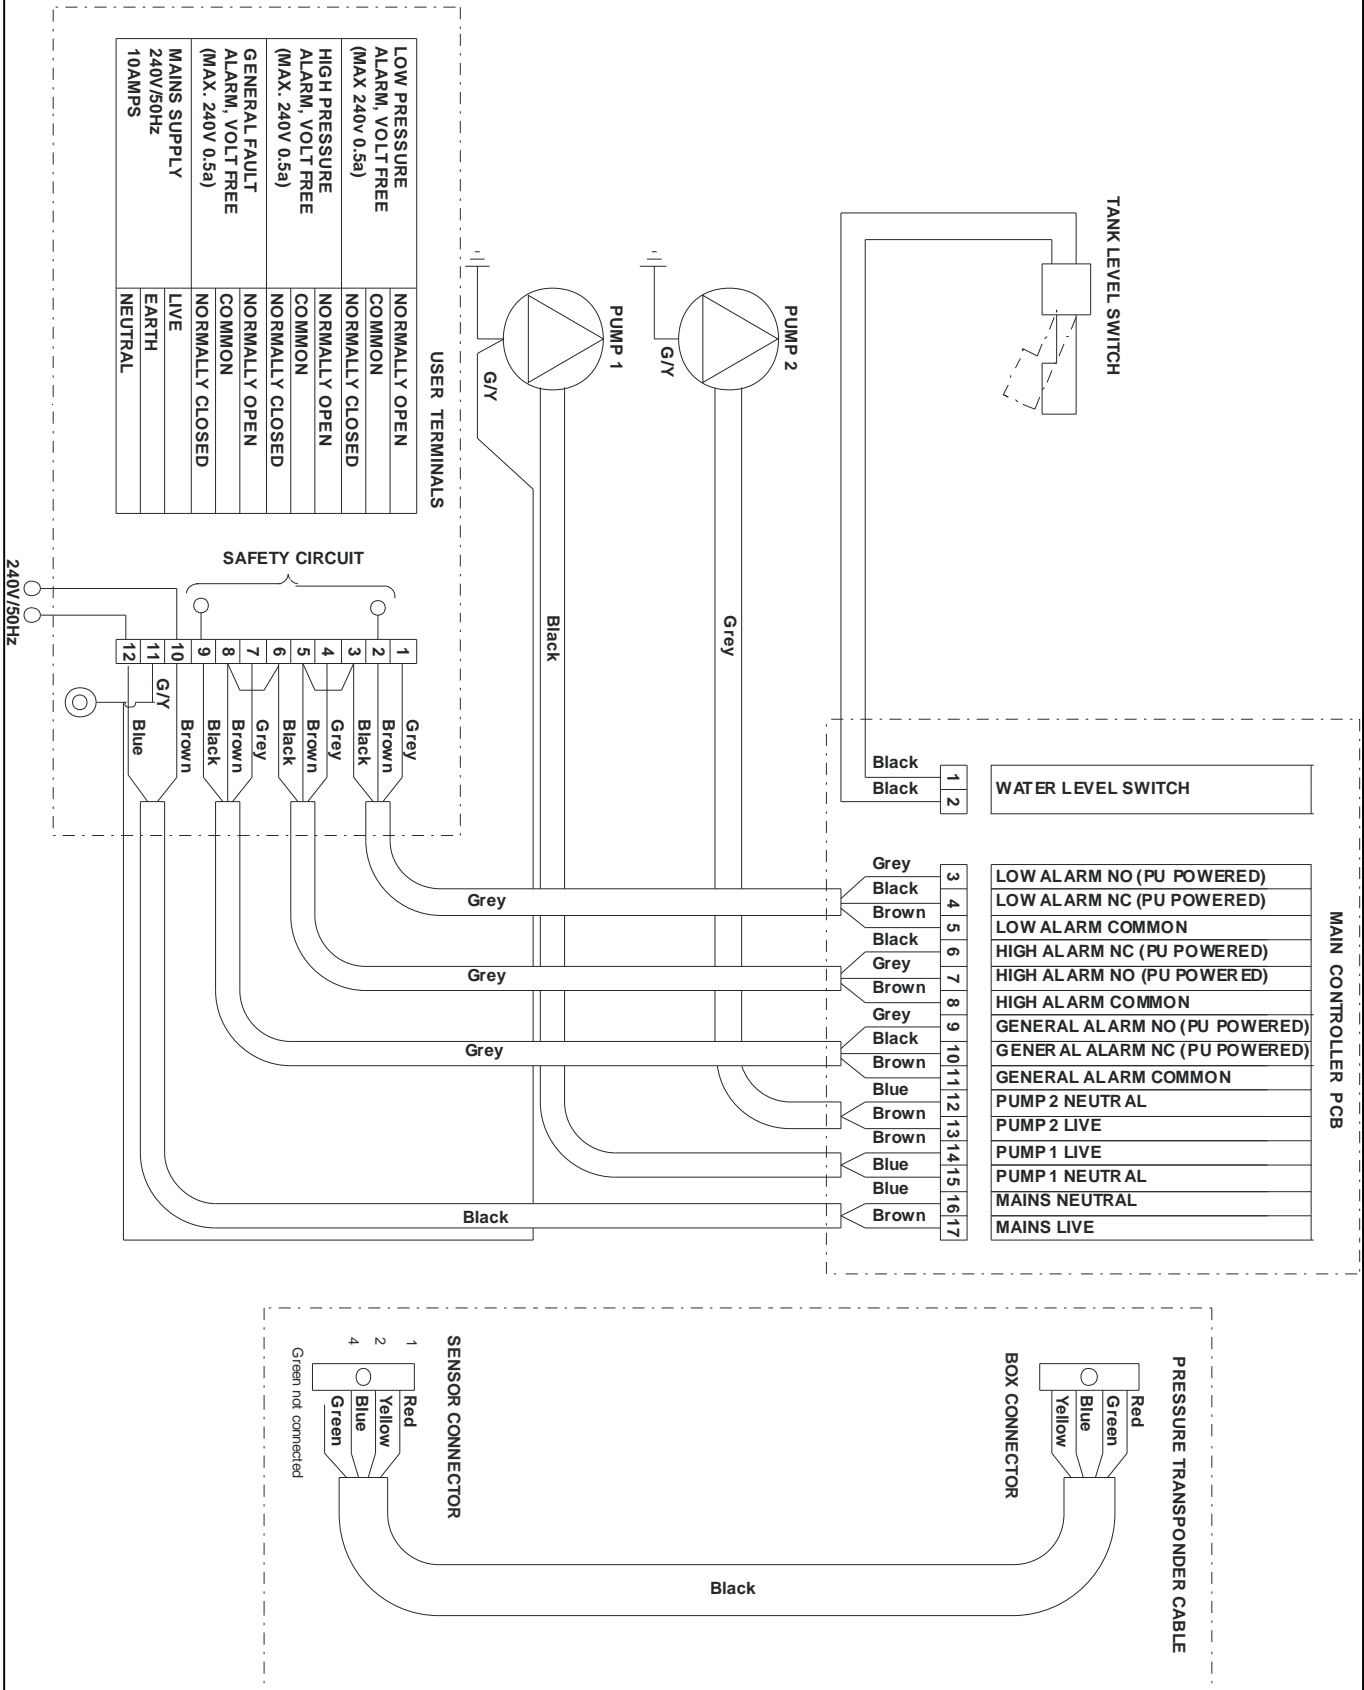 TANK LEVEL SWITCH
LOW PRESSURE
ALARM, VOLT FREE
(MAX 240v 0.5a)
HIGH PRESSURE
ALARM, VOLT FREE
(MAX. 240V 0.5a)
GENERAL FAULT
ALARM, VOLT FREE
(MAX. 240V 0.5a)
MAINS SUPPLY
240V/50Hz
10AMPS
NORMALLY OPEN
COMMON
NORMALLY CLOSED
NORMALLY OPEN
COMMON
NORMALLY CLOSED
NORMALLY OPEN
COMMON
NORMALLY CLOSED
LIVE
EARTH
NEUTRAL
USER TERMINALS
PUMP 1
G/Y
PUMP 2
G/Y
SAFETY CIRCUIT
240V/50Hz
1
2
3
4
5
6
7
8
9
10
11
12
Grey
Brown
Black
Grey
Brown
Black
Grey
Brown
Black
Brown
G/Y
Blue
Black
Grey
Grey
Grey
Grey
Black
MAIN CONTROLLER PCB
Black 1 WATER LEVEL SWITCH
Black 2
Grey 3 LOW ALARM NO (PU POWERED)
Black 4 LOW ALARM NC (PU POWERED)
Brown 5 LOW ALARM COMMON
Black 6 HIGH ALARM NC (PU POWERED)
Grey 7 HIGH ALARM NO (PU POWERED)
Brown 8 HIGH ALARM COMMON
Grey 9 GENERAL ALARM NO (PU POWERED)
Black 10 GENERAL ALARM NC (PU POWERED)
Brown 11 GENERAL ALARM COMMON
Blue 12 PUMP 2 NEUTRAL
Brown 13 PUMP 2 LIVE
Brown 14 PUMP 1 LIVE
Blue 15 PUMP 1 NEUTRAL
Blue 16 MAINS NEUTRAL
Brown 17 MAINS LIVE
PRESSURE TRANSPONDER CABLE
BOX CONNECTOR
Red
Green
Blue
Yellow
SENSOR CONNECTOR
1
2
4
Red
Yellow
Blue
Green
Green not connected
Black